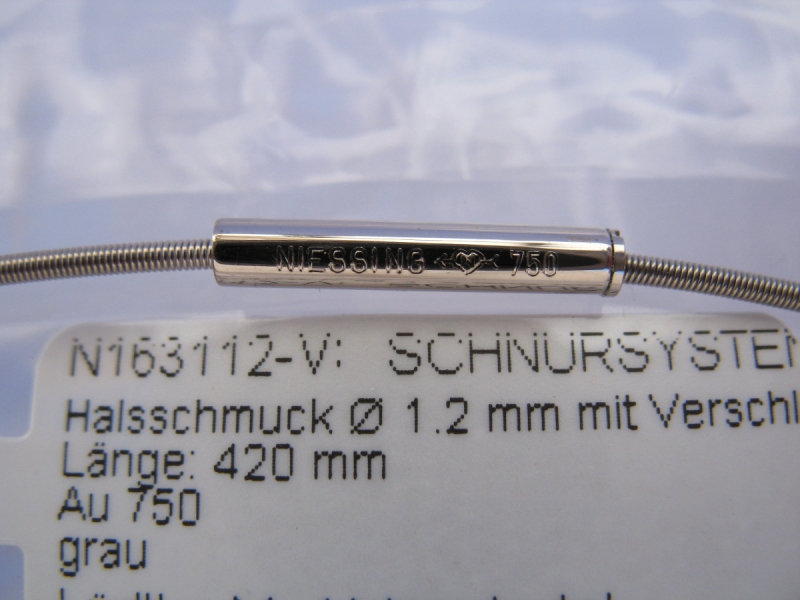 NIESSING 750
N163112-V: SCHNURSYSTEM
Halsschmuck Ø 1.2 mm mit Verschl
Länge: 420 mm
Au 750
grau